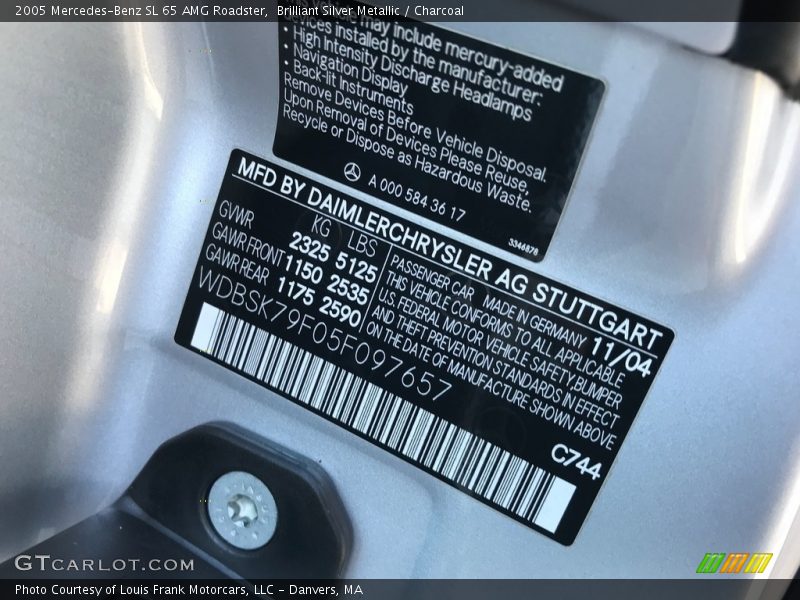 2005 Mercedes-Benz SL 65 AMG Roadster, Brilliant Silver Metallic / Charcoal
Vehicle may include mercury-added
devices installed by the manufacturer:
• High Intensity Discharge Headlamps
• Navigation Display
• Back-lit Instruments
Remove Devices Before Vehicle Disposal.
Upon Removal of Devices Please Reuse,
Recycle or Dispose as Hazardous Waste.
A 000 584 36 17
3346878
MFD BY DAIMLERCHRYSLER AG STUTTGART
KG LBS
GVWR 2325 5125
GAWR FRONT 1150 2535
GAWR REAR 1175 2590
PASSENGER CAR MADE IN GERMANY 11/04
THIS VEHICLE CONFORMS TO ALL APPLICABLE
U.S. FEDERAL MOTOR VEHICLE SAFETY,BUMPER
AND THEFT PREVENTION STANDARDS IN EFFECT
ON THE DATE OF MANUFACTURE SHOWN ABOVE
WDBSK79F05F097657
C744
GTCARLOT.COM
Photo Courtesy of Louis Frank Motorcars, LLC - Danvers, MA